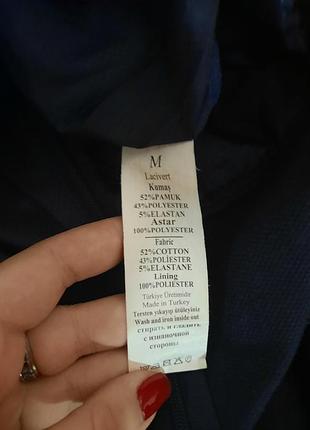 M
Lacivert
Kumaş
52%PAMUK
43%POLYESTER
5%ELASTAN
Astar
100%POLYESTER
Fabric
52%COTTON
43%POLIESTER
5%ELASTANE
Lining
100%POLIESTER
Türkiye Üretimidir
Made in Turkey
Tersten yıkayıp ütüleyiniz
Wash and iron inside out
стирать и гладить
с изнаночной
стороны